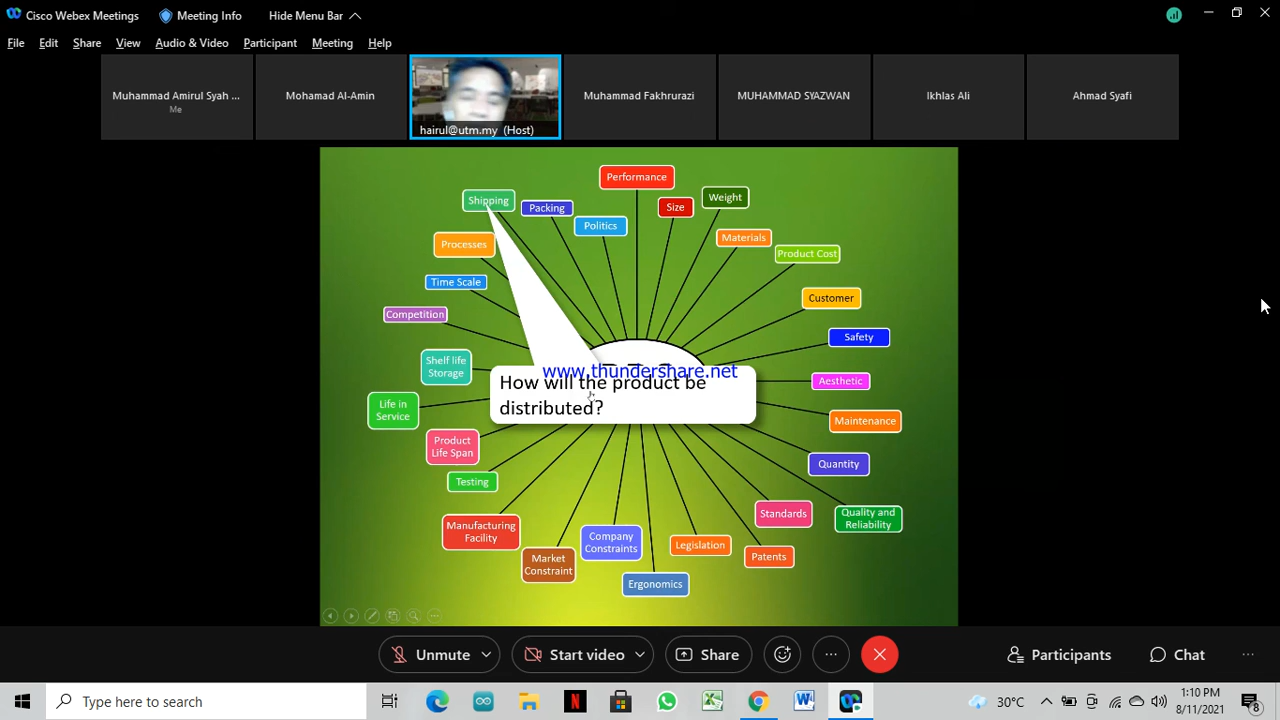 Cisco Webex Meetings
Meeting Info
Hide Menu Bar
File
Edit
Share
View
Audio & Video
Participant
Meeting
Help
Muhammad Amirul Syah ...
Me
Mohamad Al-Amin
hairul@utm.my (Host)
Muhammad Fakhrurazi
MUHAMMAD SYAZWAN
Ikhlas Ali
Ahmad Syafi
Performance
Shipping
Packing
Politics
Size
Weight
Processes
Materials
Product Cost
Time Scale
Customer
Competition
Safety
Shelf life
Storage
www.thundershare.net
How will the product be
distributed?
Aesthetic
Life in
Service
Maintenance
Product
Life Span
Quantity
Testing
Standards
Quality and
Reliability
Manufacturing
Facility
Company
Constraints
Legislation
Patents
Market
Constraint
Ergonomics
Unmute
Start video
Share
Participants
Chat
Type here to search
30°C
1:10 PM
8/11/2021
8